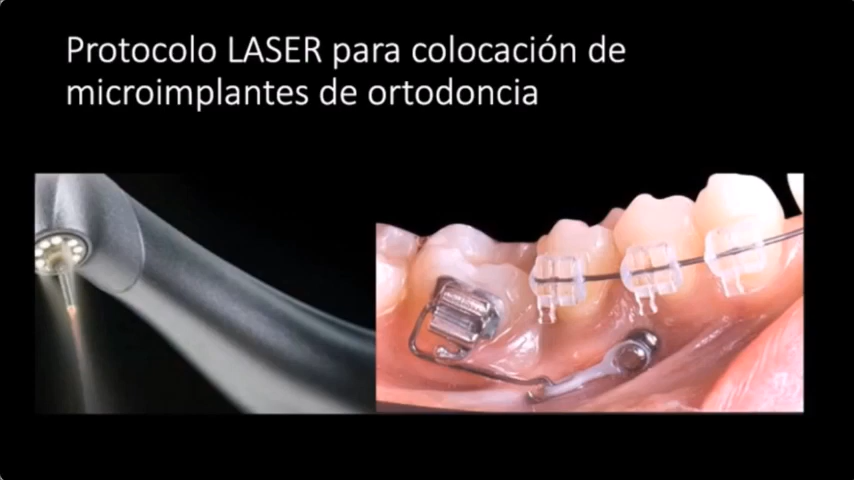 Protocolo LASER para colocación de
microimplantes de ortodoncia